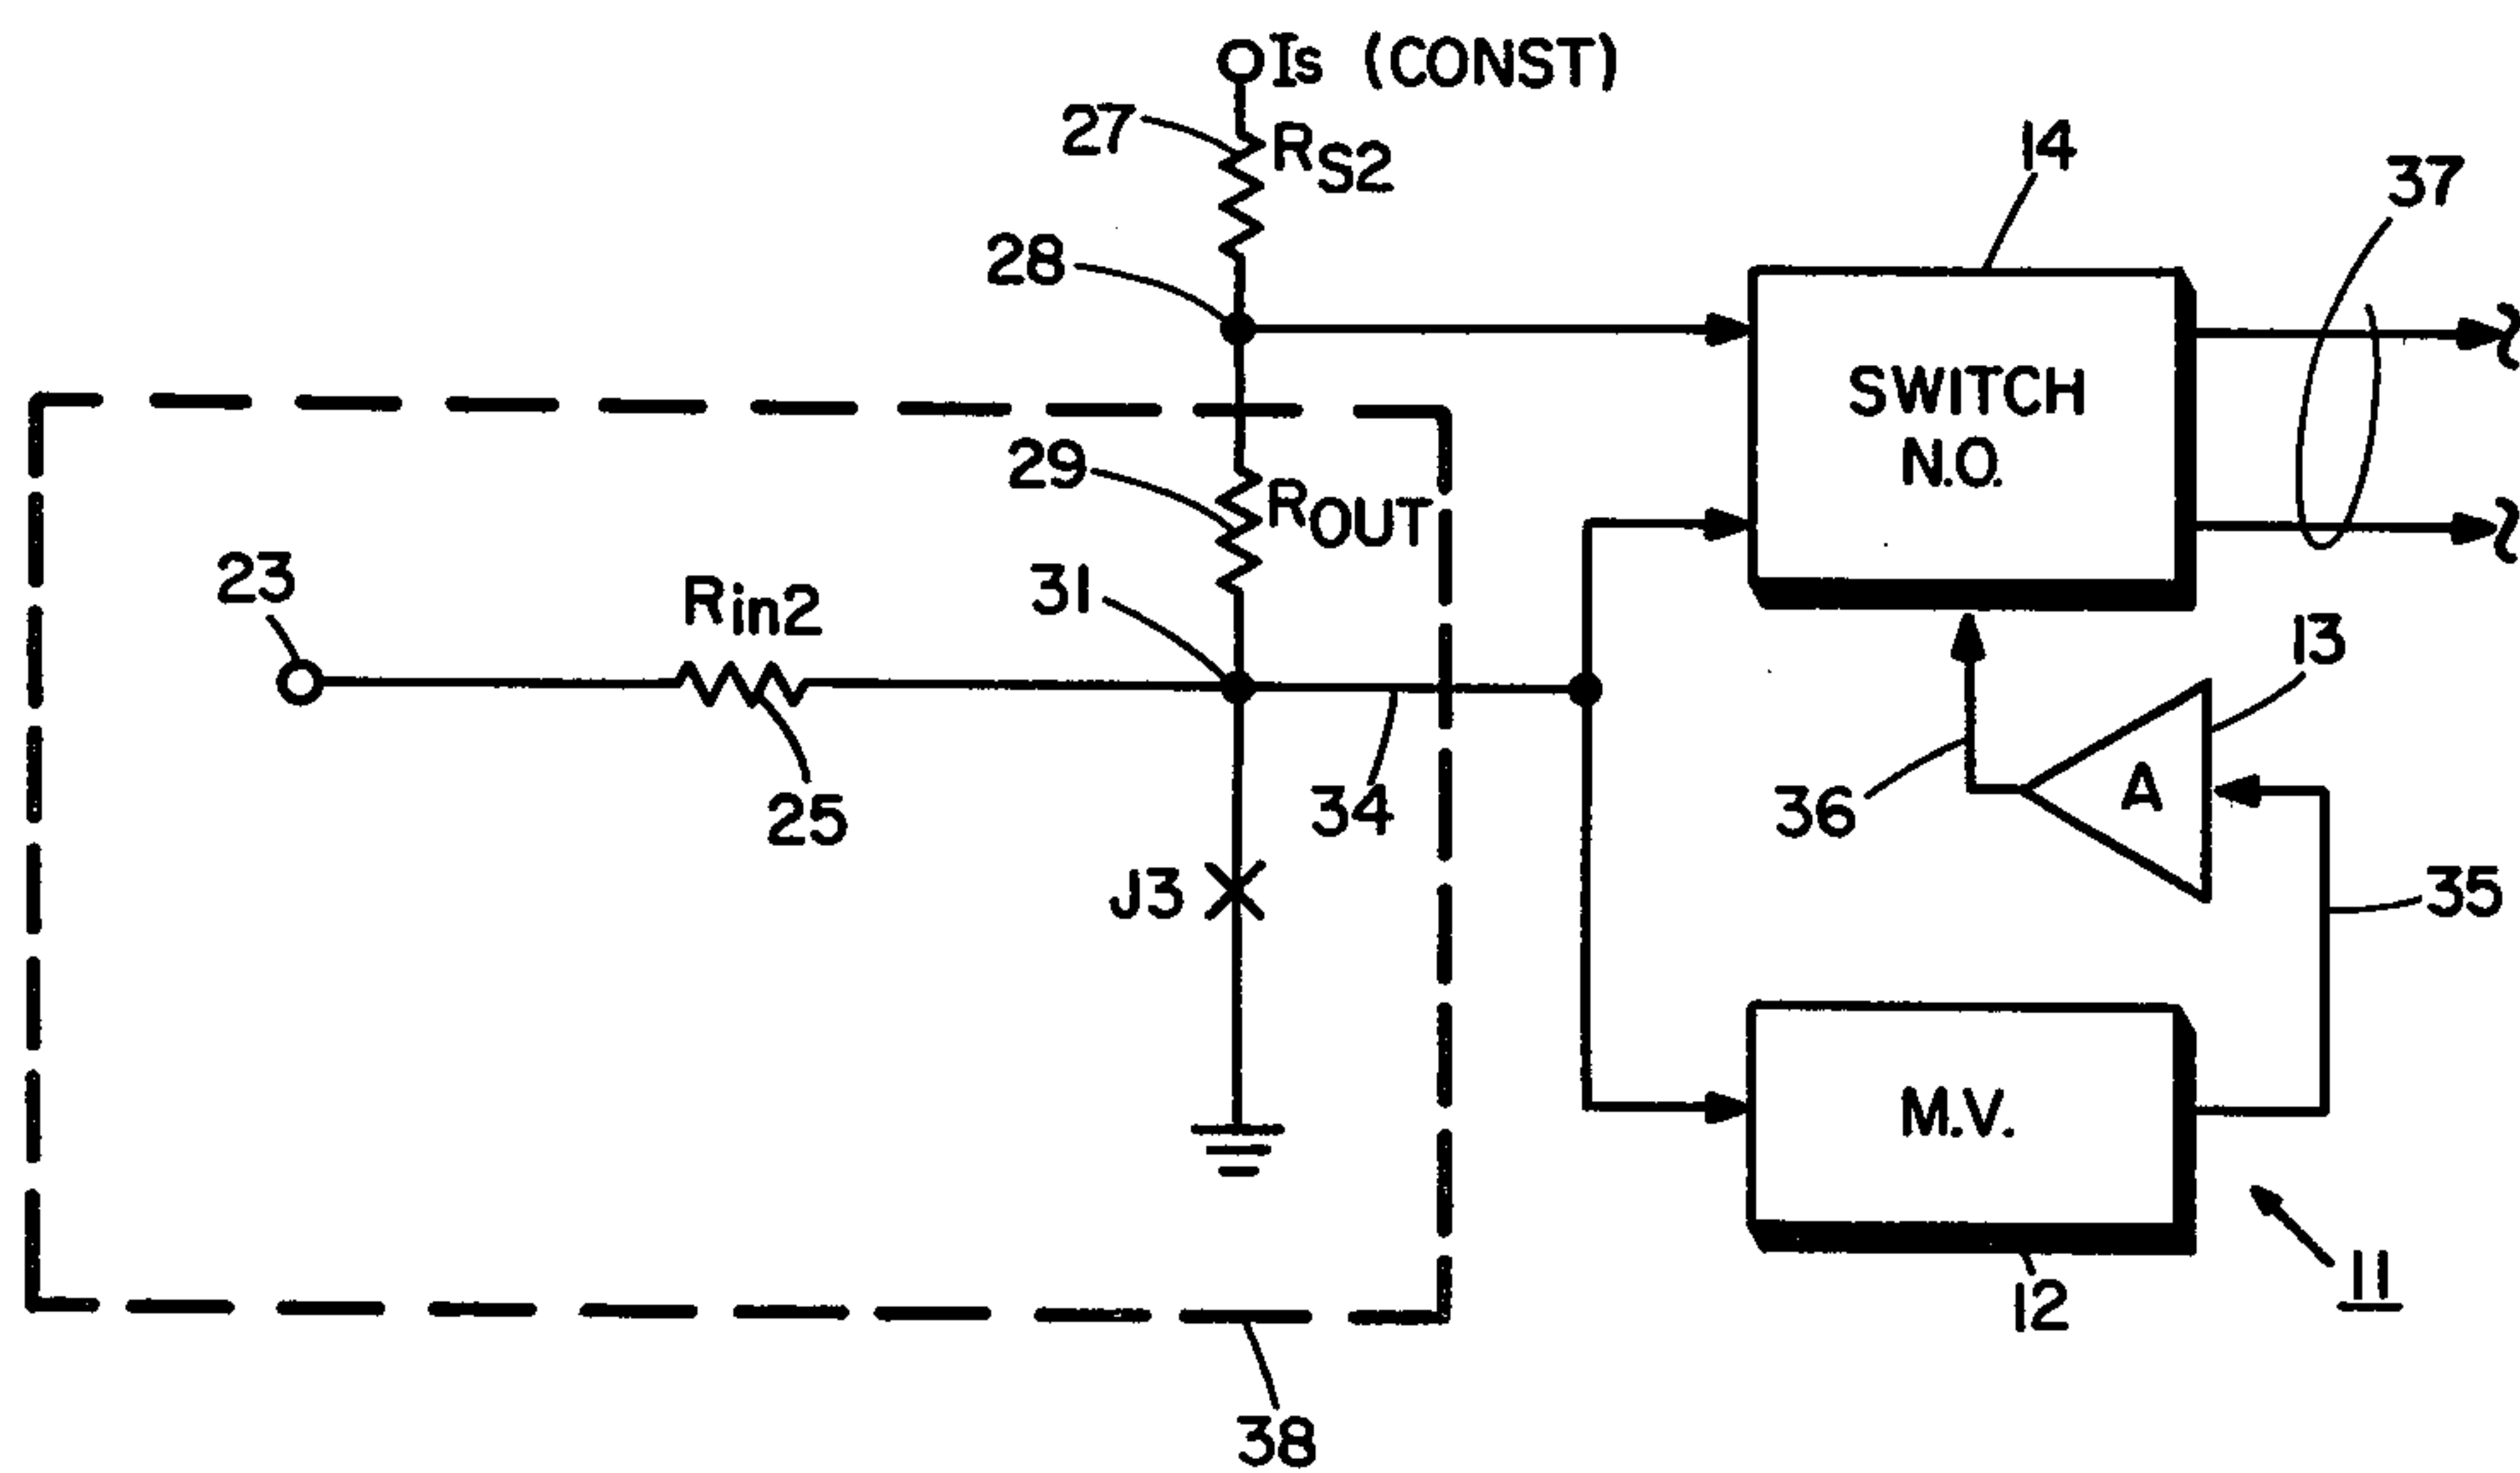 Is (CONST)
27
RS2
14
37
28
SWITCH
N.O.
29
ROUT
23
Rin2
31
13
25
34
36
A
J3
35
M.V.
11
12
38